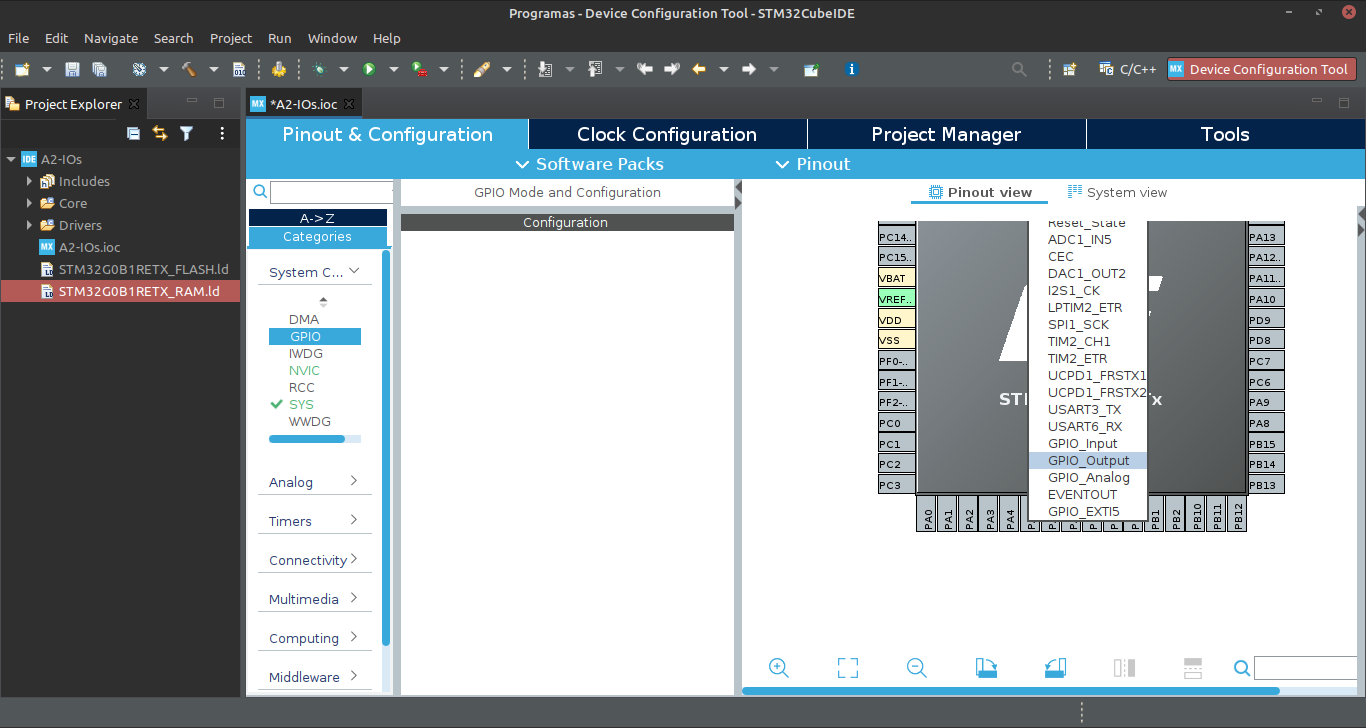 Programas - Device Configuration Tool - STM32CubeIDE
File Edit Navigate Search Project Run Window Help
C/C++ Device Configuration Tool
Project Explorer
*A2-IOs.ioc
Pinout & Configuration Clock Configuration Project Manager Tools
Software Packs Pinout
A2-IOs
Includes
Core
Drivers
A2-IOs.ioc
STM32G0B1RETX_FLASH.ld
STM32G0B1RETX_RAM.ld
A->Z
Categories
System C...
DMA
GPIO
IWDG
NVIC
RCC
SYS
WWDG
Analog
Timers
Connectivity
Multimedia
Computing
Middleware
GPIO Mode and Configuration
Configuration
Pinout view System view
PC14..
PC15..
VBAT
VREF..
VDD
VSS
PF0-..
PF1-..
PF2-..
PC0
PC1
PC2
PC3
Reset_State
ADC1_IN5
CEC
DAC1_OUT2
I2S1_CK
LPTIM2_ETR
SPI1_SCK
TIM2_CH1
TIM2_ETR
UCPD1_FRSTX1
UCPD1_FRSTX2
USART3_TX
USART6_RX
GPIO_Input
GPIO_Output
GPIO_Analog
EVENTOUT
GPIO_EXTI5
PA13
PA12..
PA11..
PA10
PD9
PD8
PC7
PC6
PA9
PA8
PB15
PB14
PB13
PA0 PA1 PA2 PA3 PA4 PB1 PB2 PB10 PB11 PB12